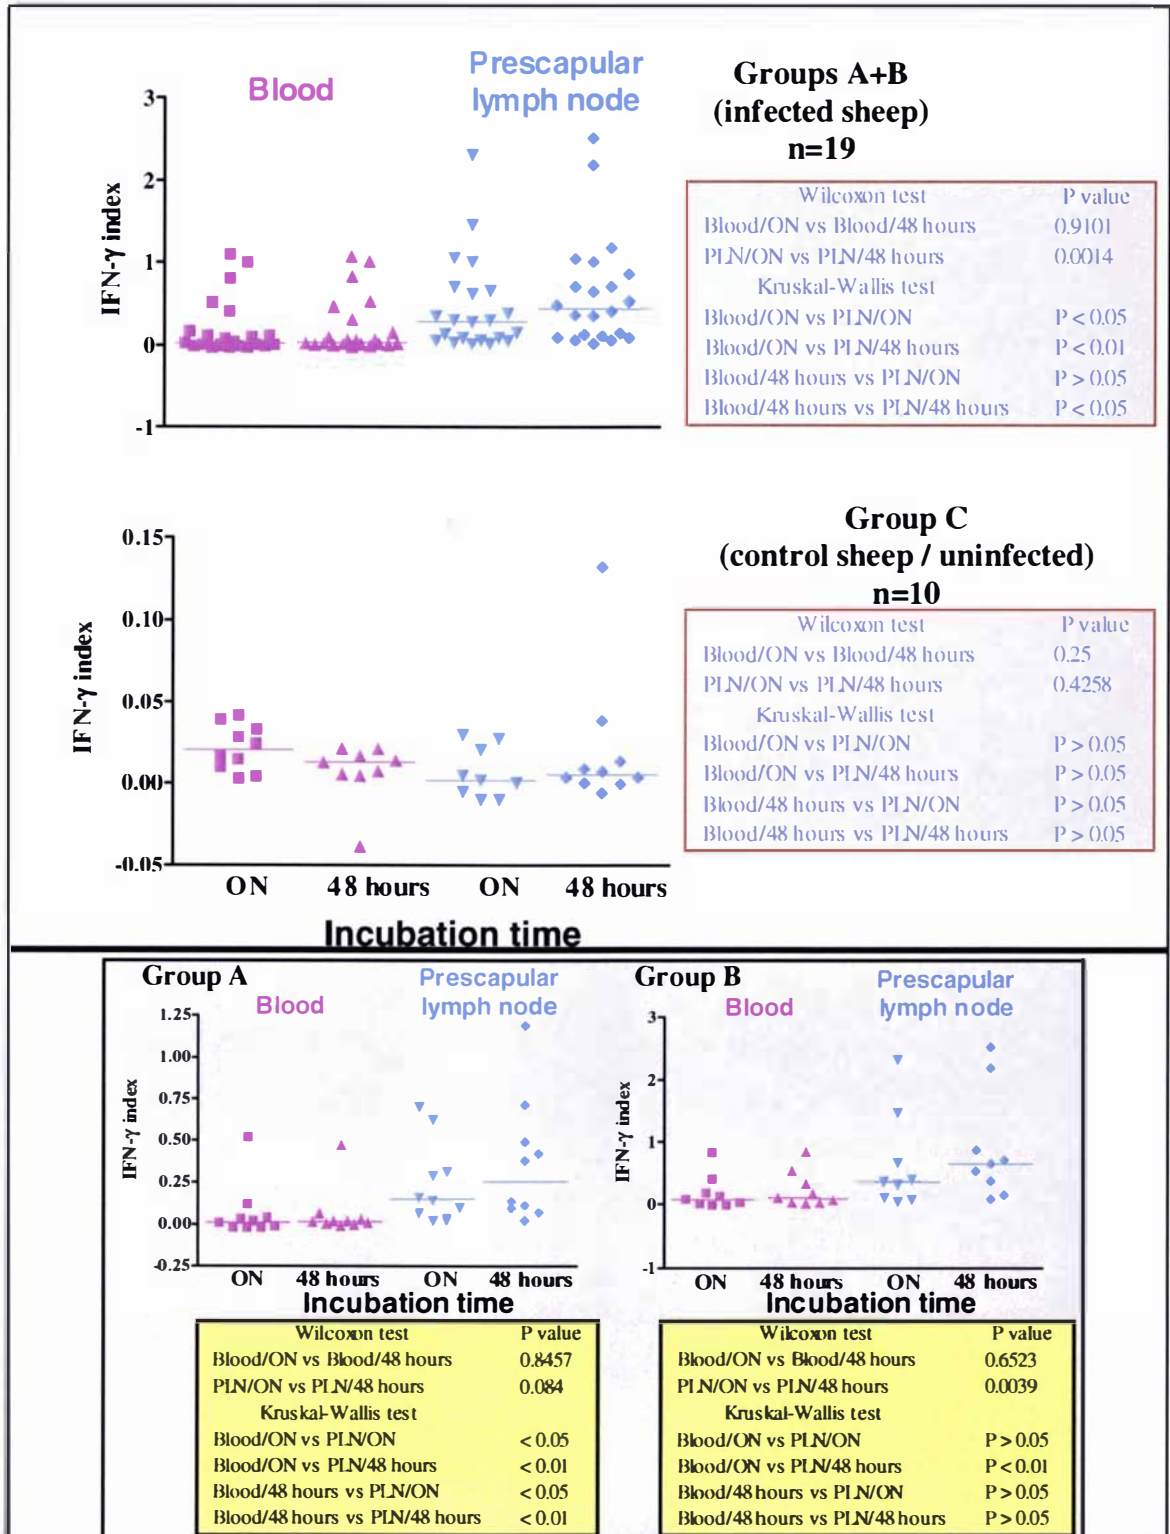 Blood
Prescapular
lymph node
Groups A+B
(infected sheep)
n=19
IFN-γ index
3
2
1
0
-1
Wilcoxon test P value
Blood/ON vs Blood/48 hours 0.9101
PLN/ON vs PLN/48 hours 0.0014
Kruskal-Wallis test
Blood/ON vs PLN/ON P < 0.05
Blood/ON vs PLN/48 hours P < 0.01
Blood/48 hours vs PLN/ON P > 0.05
Blood/48 hours vs PLN/48 hours P < 0.05
Group C
(control sheep / uninfected)
n=10
IFN-γ index
0.15
0.10
0.05
0.00
-0.05
ON 48 hours ON 48 hours
Incubation time
Wilcoxon test P value
Blood/ON vs Blood/48 hours 0.25
PLN/ON vs PLN/48 hours 0.4258
Kruskal-Wallis test
Blood/ON vs PLN/ON P > 0.05
Blood/ON vs PLN/48 hours P > 0.05
Blood/48 hours vs PLN/ON P > 0.05
Blood/48 hours vs PLN/48 hours P > 0.05
Group A
Blood
Prescapular
lymph node
IFN-γ index
1.25
1.00
0.75
0.50
0.25
0.00
-0.25
ON 48 hours ON 48 hours
Incubation time
Wilcoxon test P value
Blood/ON vs Blood/48 hours 0.8457
PLN/ON vs PLN/48 hours 0.084
Kruskal-Wallis test
Blood/ON vs PLN/ON < 0.05
Blood/ON vs PLN/48 hours < 0.01
Blood/48 hours vs PLN/ON < 0.05
Blood/48 hours vs PLN/48 hours < 0.01
Group B
Blood
Prescapular
lymph node
IFN-γ index
3
2
1
0
-1
ON 48 hours ON 48 hours
Incubation time
Wilcoxon test P value
Blood/ON vs Blood/48 hours 0.6523
PLN/ON vs PLN/48 hours 0.0039
Kruskal-Wallis test
Blood/ON vs PLN/ON P > 0.05
Blood/ON vs PLN/48 hours P < 0.01
Blood/48 hours vs PLN/ON P > 0.05
Blood/48 hours vs PLN/48 hours P > 0.05